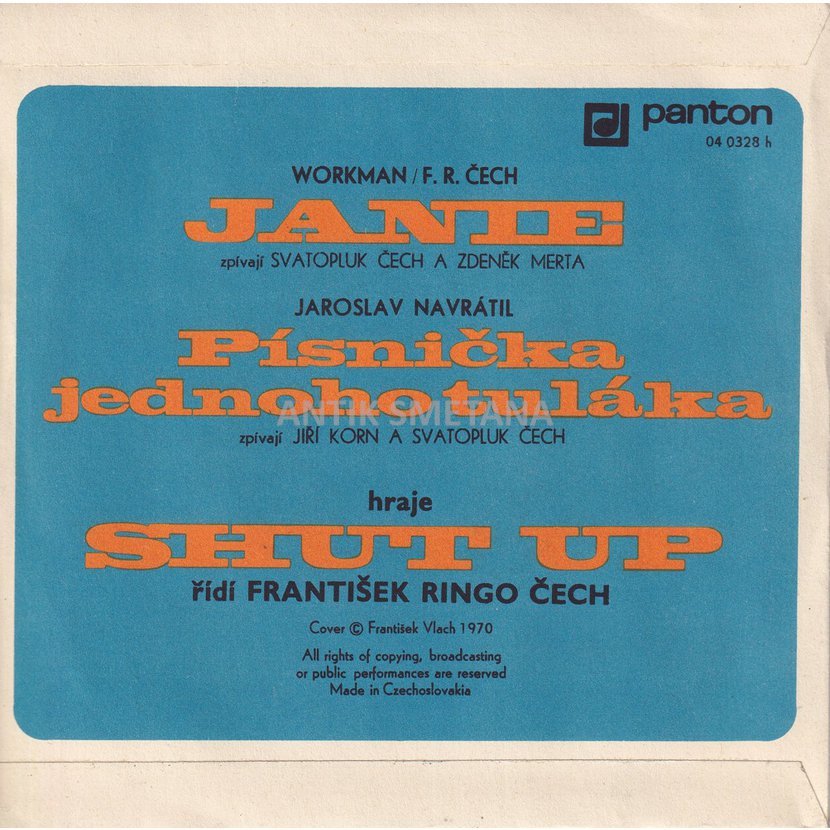 panton
04 0328 h
WORKMAN / F. R. ČECH
JANIE
zpívají SVATOPLUK ČECH A ZDENĚK MERTA
JAROSLAV NAVRÁTIL
Písnička
jednoho tuláka
ANTIK SMETANA
zpívají JIŘÍ KORN A SVATOPLUK ČECH
hraje
SHUT UP
řídí FRANTIŠEK RINGO ČECH
Cover © František Vlach 1970
All rights of copying, broadcasting
or public performances are reserved
Made in Czechoslovakia